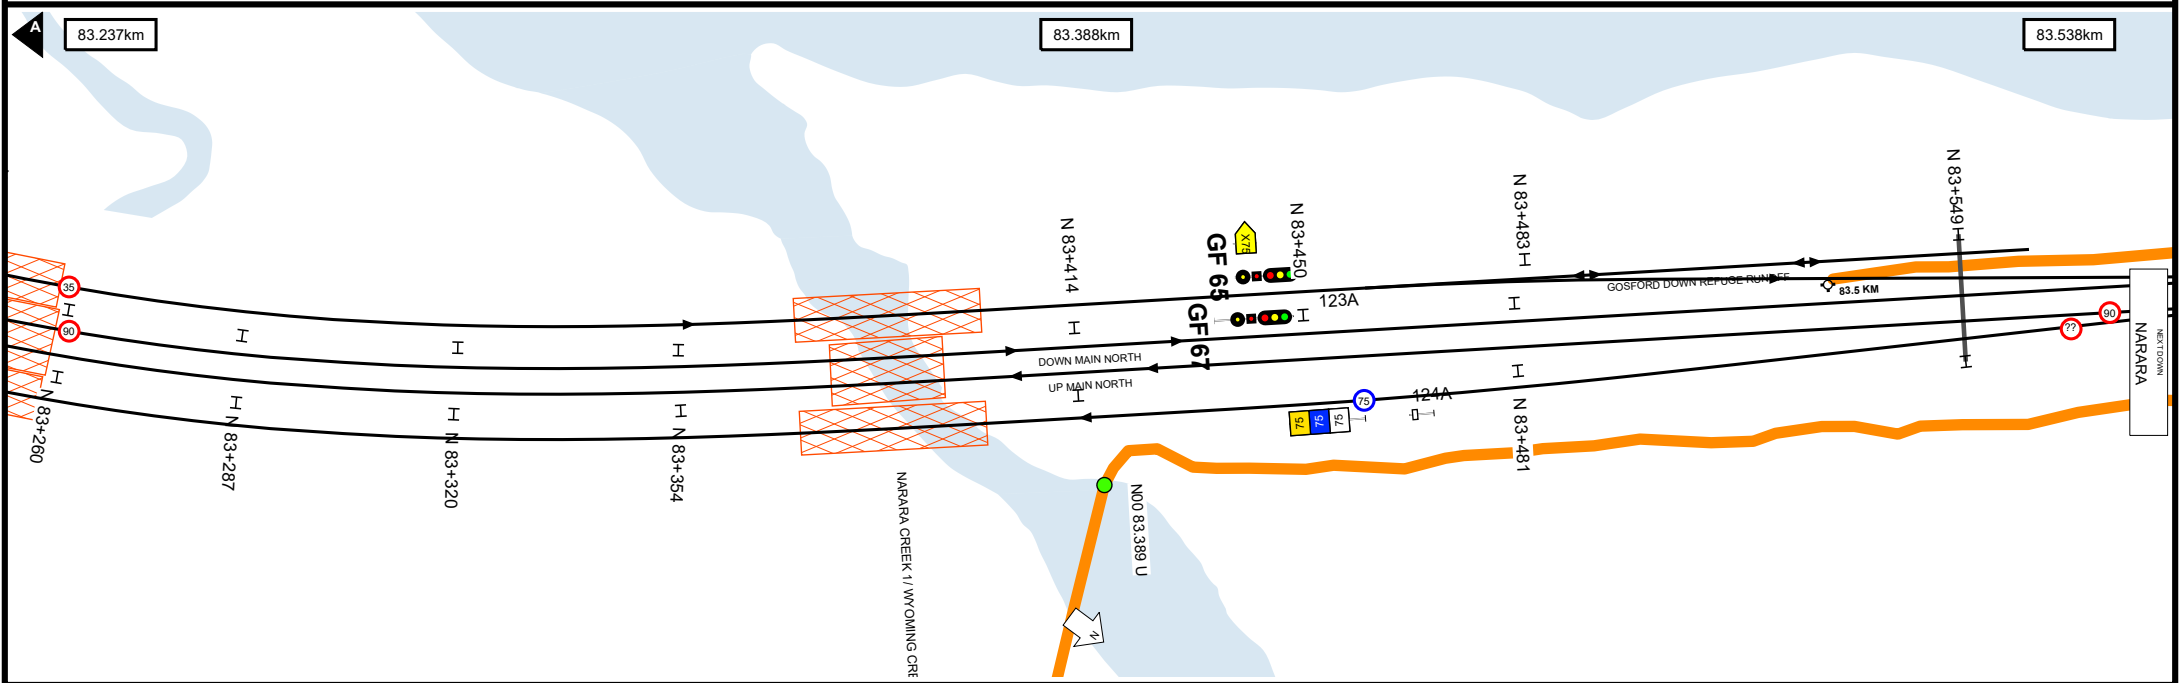 A
83.237km
83.388km
83.538km
N 83+549
N 83+483
N 83+450
N 83+414
X75
GF 65
GF 67
123A
GOSFORD DOWN REFUGE RUNOFF
83.5 KM
35
90
90
??
NEXT DOWN
NARARA
DOWN MAIN NORTH
UP MAIN NORTH
75
124A
75
75
75
N 83+260
N 83+287
N 83+320
N 83+354
N 83+481
NARARA CREEK 1/ WYOMING CRE
N00 83.389 U
N